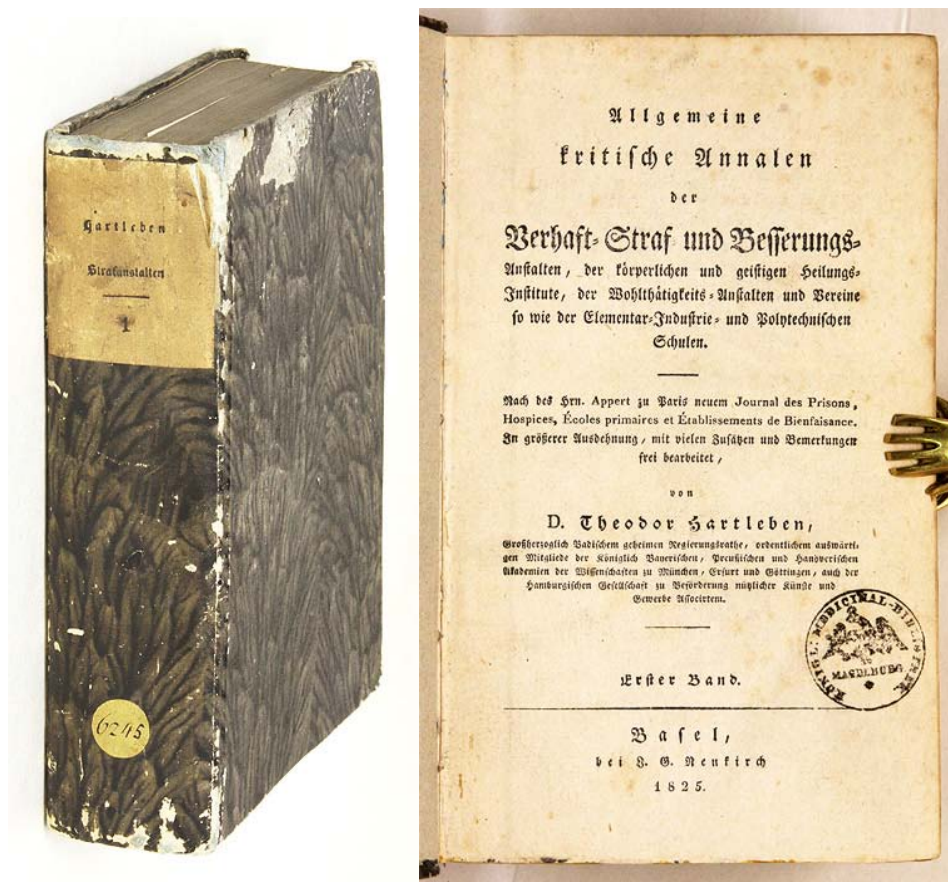 Hartleben
Strafanstalten
1
6245
Allgemeine
kritische Annalen
der
Verhaft- Straf und Besserungs-
Anstalten, der körperlichen und geistigen Heilungs-
Institute, der Wohlthätigkeits-Anstalten und Vereine
so wie der Elementar-Industrie- und Polytechnischen
Schulen.
Nach des Hrn. Appert zu Paris neuem Journal des Prisons,
Hospices, Écoles primaires et Établissements de Bienfaisance.
In größerer Ausdehnung, mit vielen Zusätzen und Bemerkungen
frei bearbeitet,
von
D. Theodor Hartleben,
Großherzoglich Badischem geheimen Regierungsrathe, ordentlichem auswärti-
gen Mitgliede der Königlich Bayerischen, Preußischen und Hanövrischen
Akademien der Wissenschaften zu München, Erfurt und Göttingen, auch der
Hamburgischen Gesellschaft zu Beförderung nützlicher Künste und
Gewerbe Associrtem.
KÖNIGL: MEDICINAL-BIBLIOTHEK
MAGDEBURG
Erster Band.
Basel,
bei J. G. Neukirch
1825.